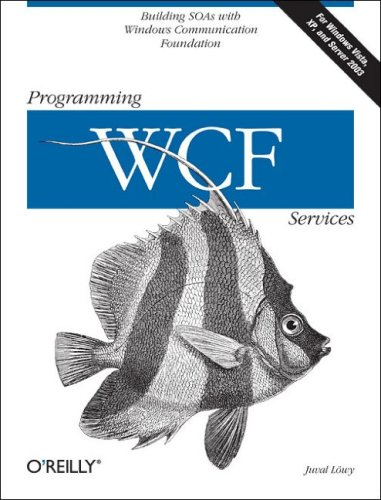 Building SOAs with
Windows Communication
Foundation
For Windows Vista,
XP, and Server 2003
Programming
WCF
Services
O'REILLY®
Juval Löwy